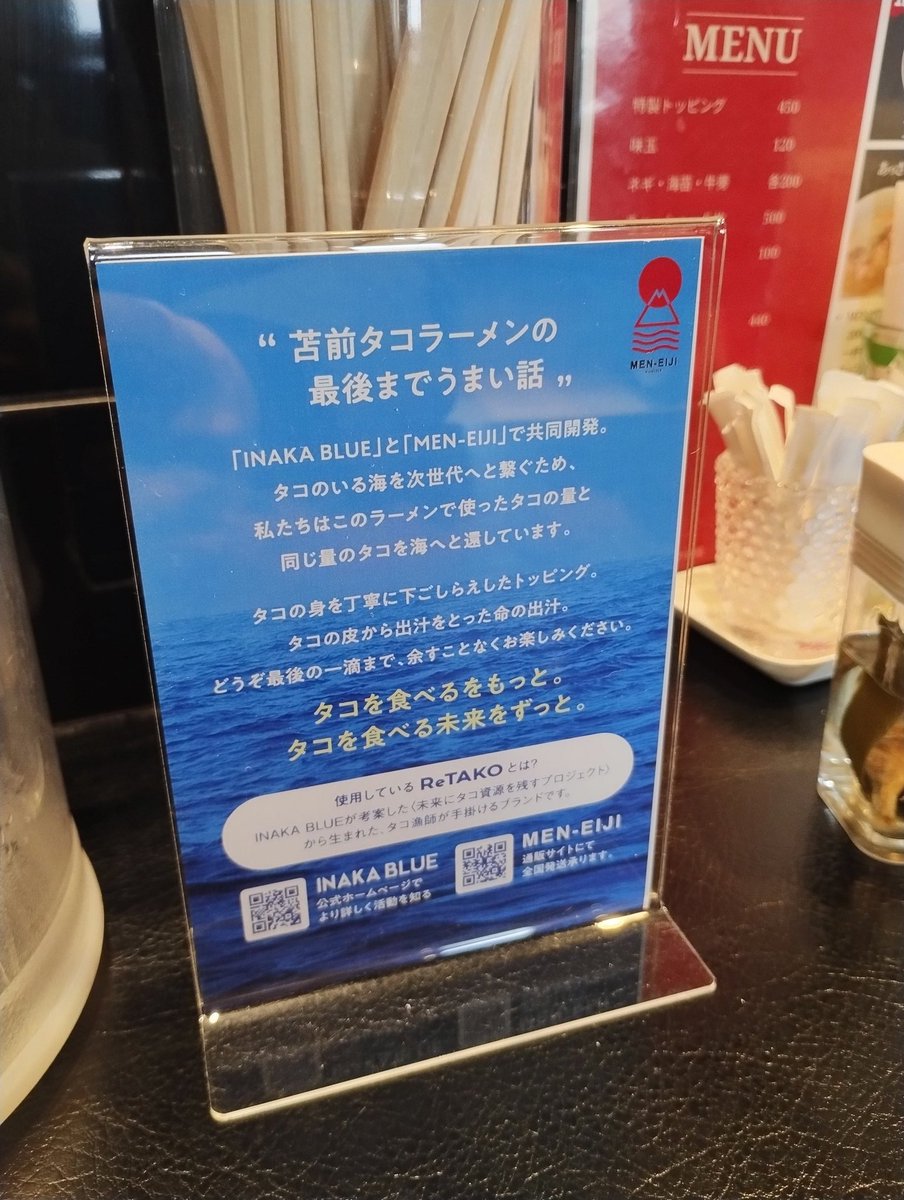 MENU
特製トッピング 450
味玉 120
ネギ・海苔・牛蒡 各200
500
100
MEN-EIJI
“ 苫前タコラーメンの
最後までうまい話 ”
「INAKA BLUE」と「MEN-EIJI」で共同開発。
タコのいる海を次世代へと繋ぐため、
私たちはこのラーメンで使ったタコの量と
同じ量のタコを海へと還しています。
タコの身を丁寧に下ごしらえしたトッピング。
タコの皮から出汁をとった命の出汁。
どうぞ最後の一滴まで、余すことなくお楽しみください。
タコを食べるをもっと。
タコを食べる未来をずっと。
使用している ReTAKO とは?
INAKA BLUEが考案した〈未来にタコ資源を残すプロジェクト〉
から生まれた、タコ漁師が手掛けるブランドです。
INAKA BLUE
公式ホームページで
より詳しく活動を知る
MEN-EIJI
通販サイトにて
全国発送承ります。